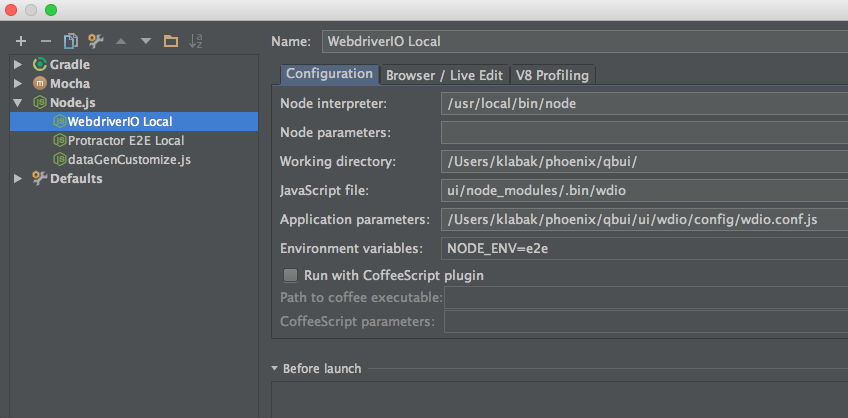 Name: WebdriverIO Local
Gradle
Mocha
Node.js
WebdriverIO Local
Protractor E2E Local
dataGenCustomize.js
Defaults
Configuration Browser / Live Edit V8 Profiling
Node interpreter: /usr/local/bin/node
Node parameters:
Working directory: /Users/klabak/phoenix/qbui/
JavaScript file: ui/node_modules/.bin/wdio
Application parameters: /Users/klabak/phoenix/qbui/ui/wdio/config/wdio.conf.js
Environment variables: NODE_ENV=e2e
Run with CoffeeScript plugin
Path to coffee executable:
CoffeeScript parameters:
Before launch